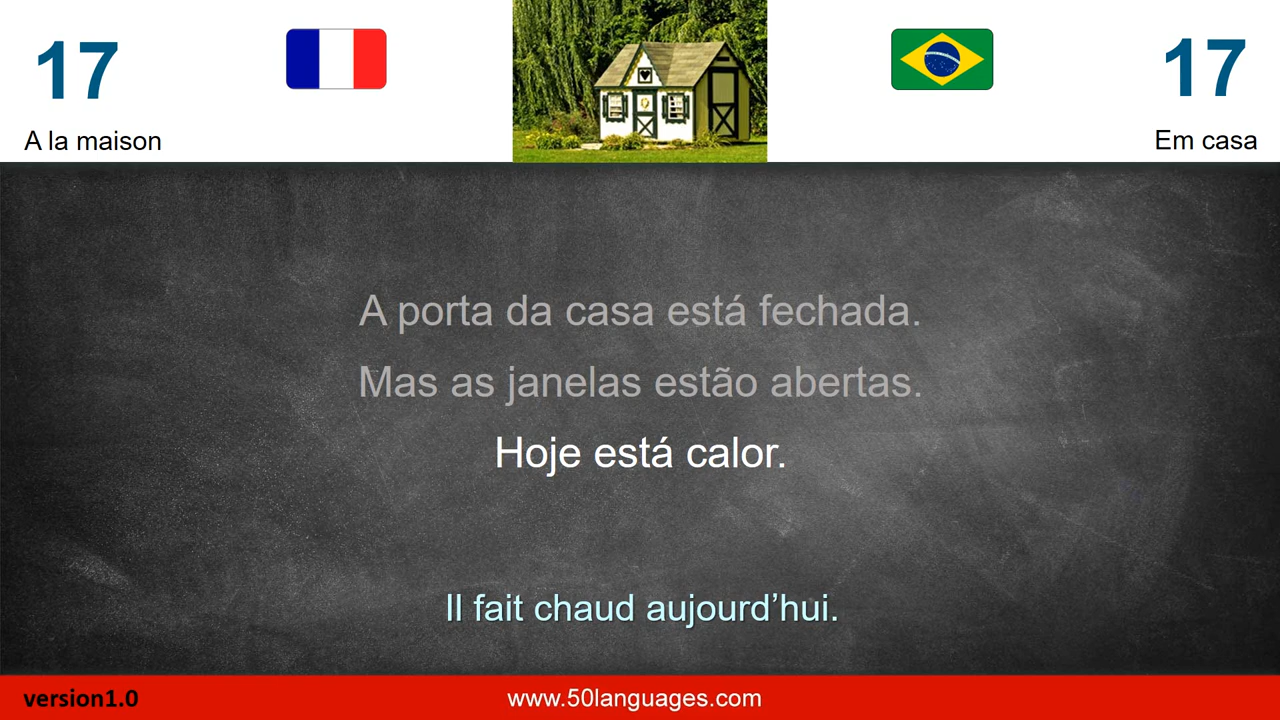 17
17
A la maison
Em casa
A porta da casa está fechada.
Mas as janelas estão abertas.
Hoje está calor.
Il fait chaud aujourd’hui.
version1.0
www.50languages.com